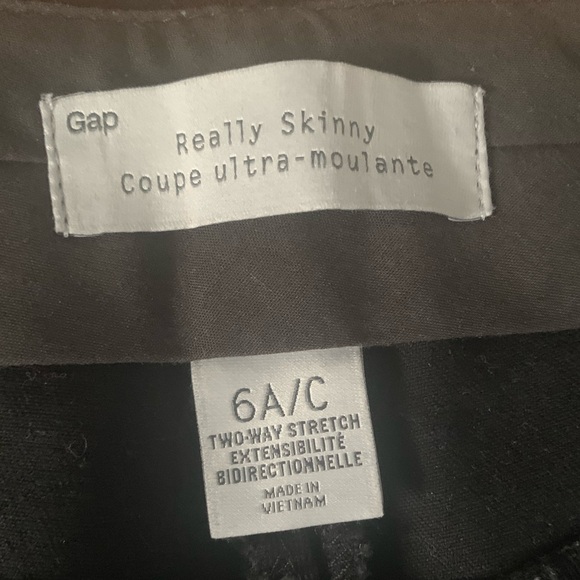 Gap
Really Skinny
Coupe ultra-moulante
6A/C
TWO-WAY STRETCH
EXTENSIBILITÉ
BIDIRECTIONNELLE
MADE IN
VIETNAM